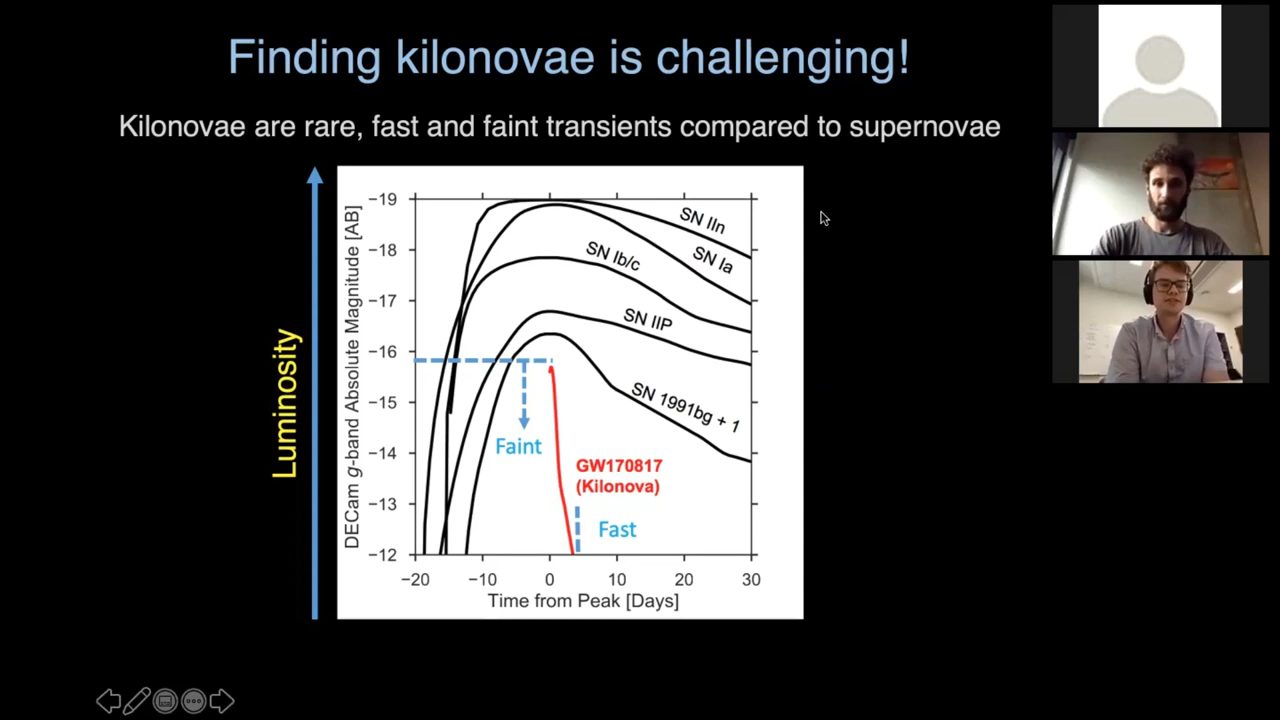 Finding kilonovae is challenging!
Kilonovae are rare, fast and faint transients compared to supernovae
Luminosity
DECam g-band Absolute Magnitude [AB]
−19
−18
−17
−16
−15
−14
−13
−12
SN IIn
SN Ia
SN Ib/c
SN IIP
SN 1991bg + 1
Faint
GW170817
(Kilonova)
Fast
−20
−10
0
10
20
30
Time from Peak [Days]